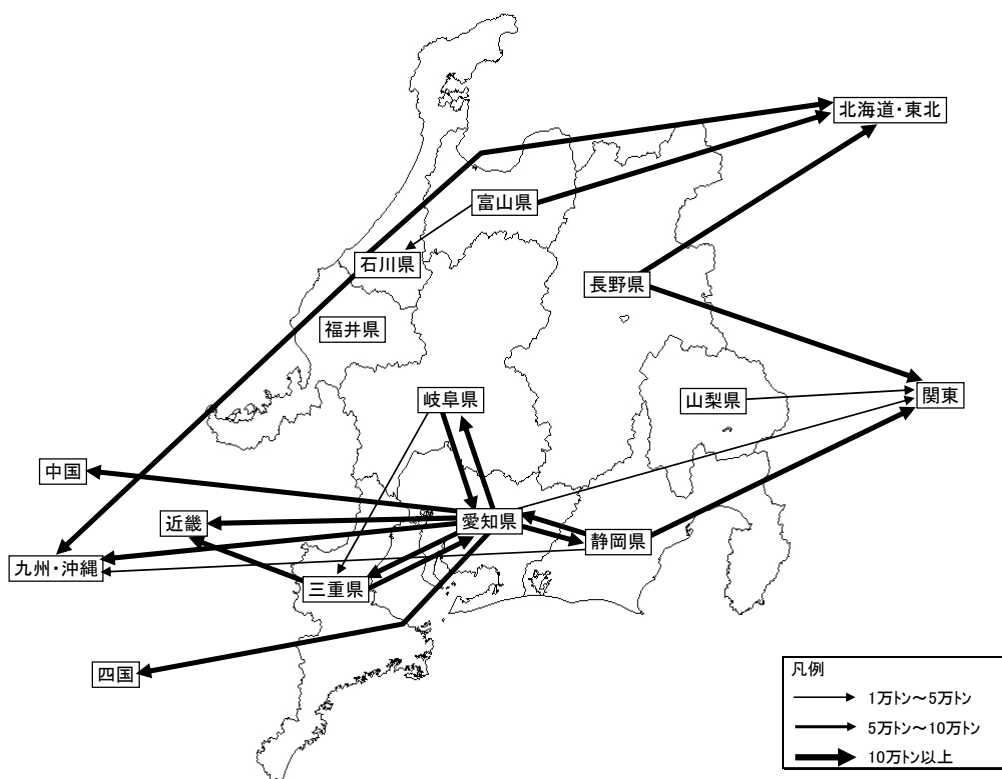 北海道・東北
富山県
石川県
長野県
福井県
岐阜県
山梨県
関東
中国
近畿
愛知県
静岡県
九州・沖縄
三重県
四国
凡例
1万トン～5万トン
5万トン～10万トン
10万トン以上